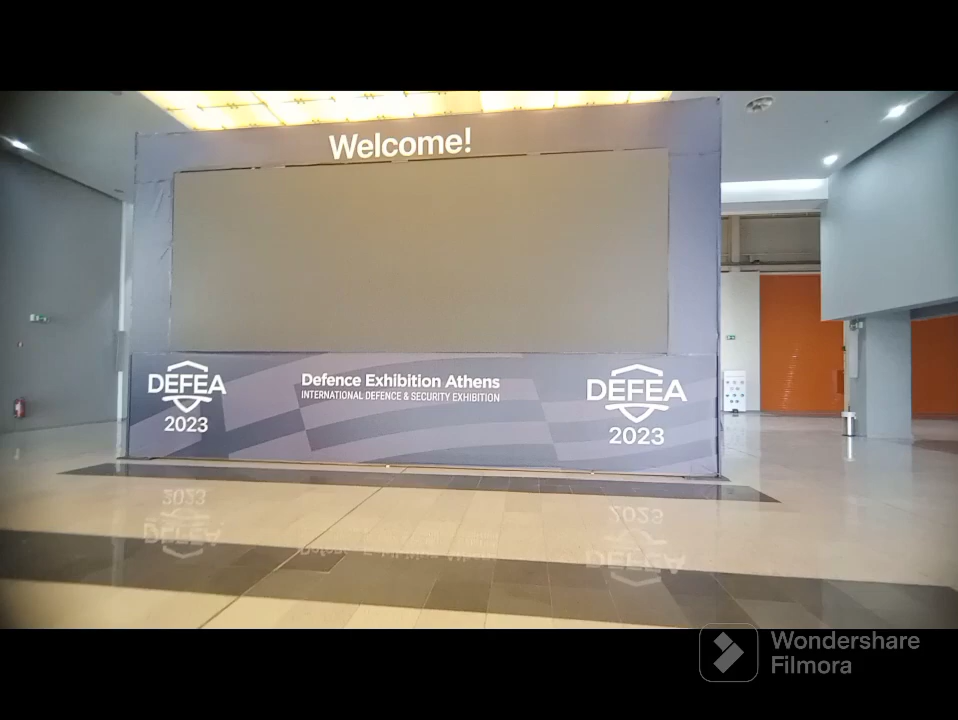 Welcome!
DEFEA
2023
Defence Exhibition Athens
INTERNATIONAL DEFENCE & SECURITY EXHIBITION
DEFEA
2023
Wondershare
Filmora